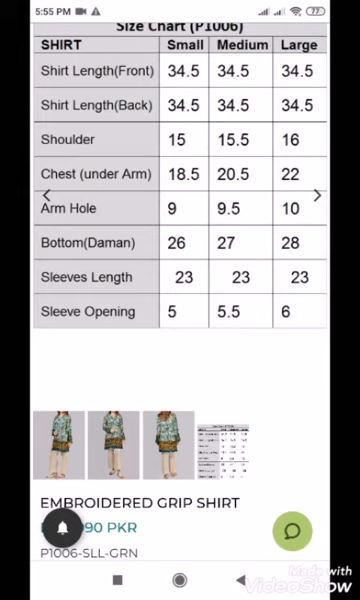 5:55 PM
77
Size Chart (P1006)
SHIRT Small Medium Large
Shirt Length(Front) 34.5 34.5 34.5
Shirt Length(Back) 34.5 34.5 34.5
Shoulder 15 15.5 16
Chest (under Arm) 18.5 20.5 22
Arm Hole 9 9.5 10
Bottom(Daman) 26 27 28
Sleeves Length 23 23 23
Sleeve Opening 5 5.5 6
EMBROIDERED GRIP SHIRT
90 PKR
P1006-SLL-GRN
Made with
VideoShow